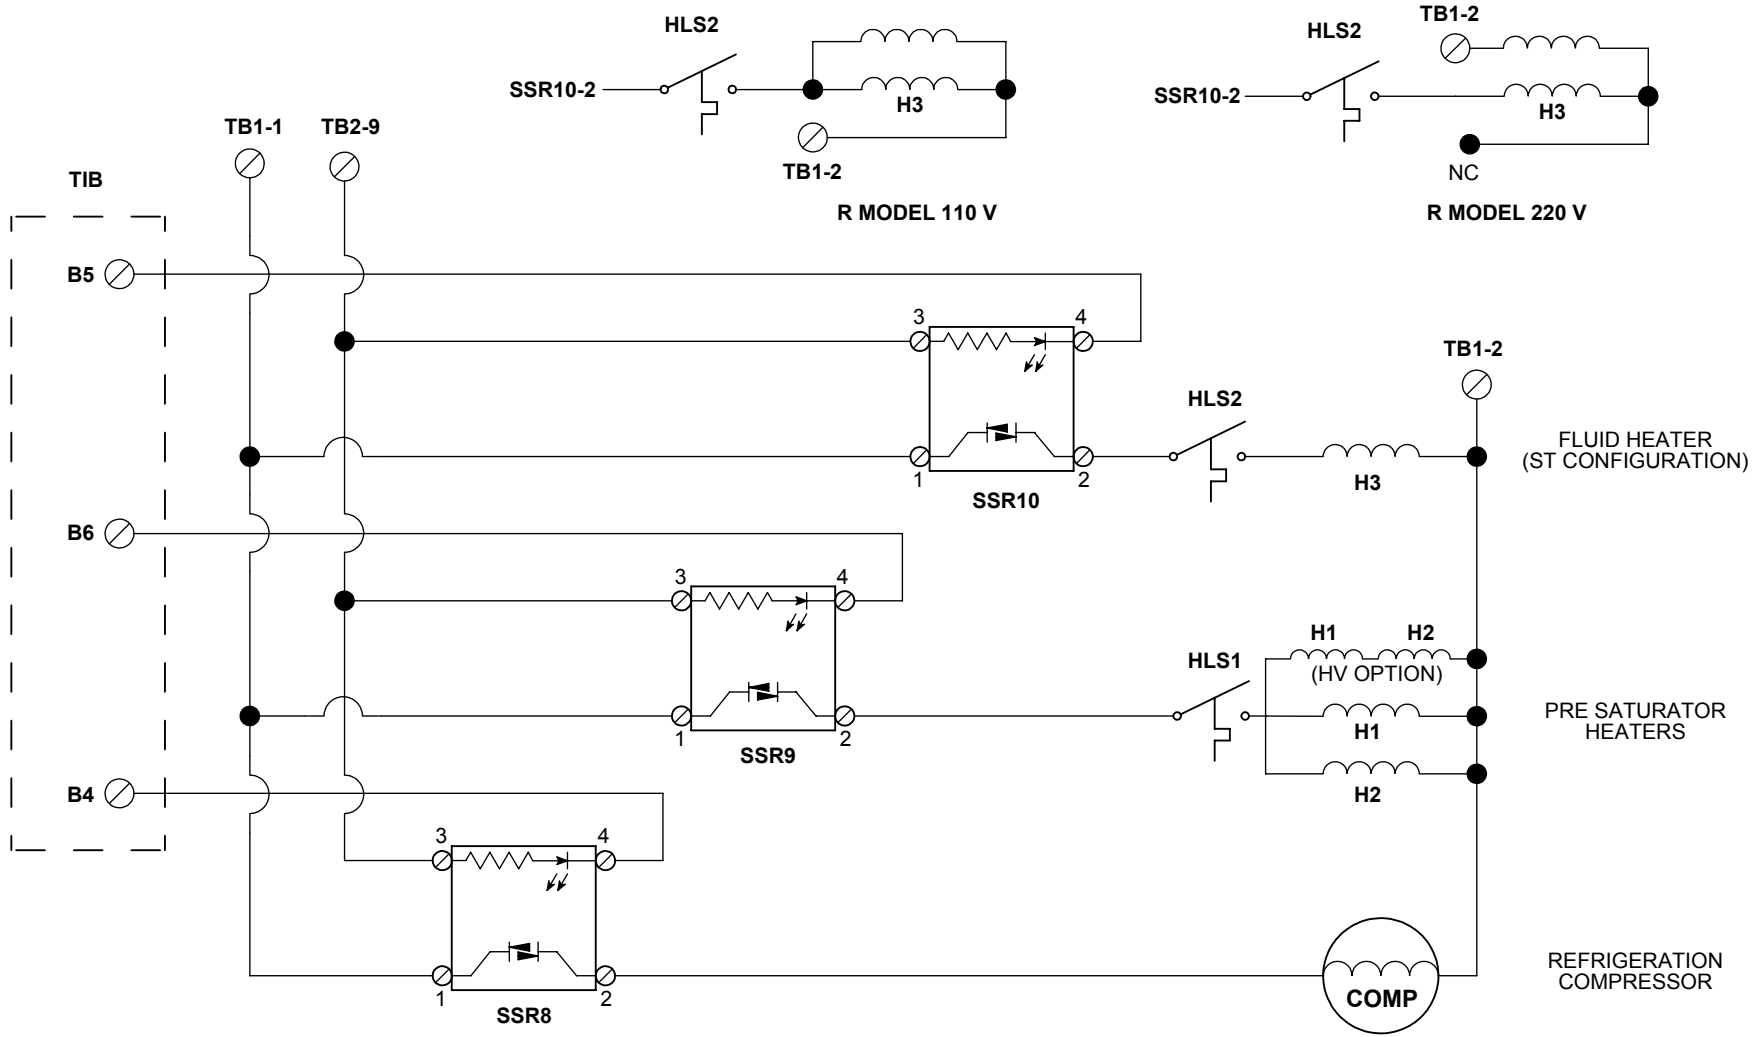 HLS2
SSR10-2
H3
TB1-2
R MODEL 110 V
TB1-2
HLS2
SSR10-2
H3
NC
R MODEL 220 V
TB1-1
TB2-9
TIB
B5
3
4
1
2
SSR10
HLS2
H3
TB1-2
FLUID HEATER
(ST CONFIGURATION)
B6
3
4
1
2
SSR9
HLS1
H1
H2
(HV OPTION)
H1
H2
PRE SATURATOR
HEATERS
B4
3
4
1
2
SSR8
COMP
REFRIGERATION
COMPRESSOR